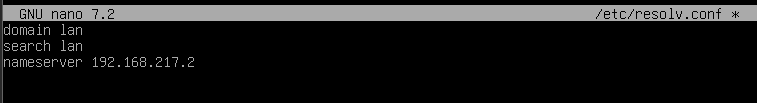 GNU nano 7.2 /etc/resolv.conf *
domain lan
search lan
nameserver 192.168.217.2